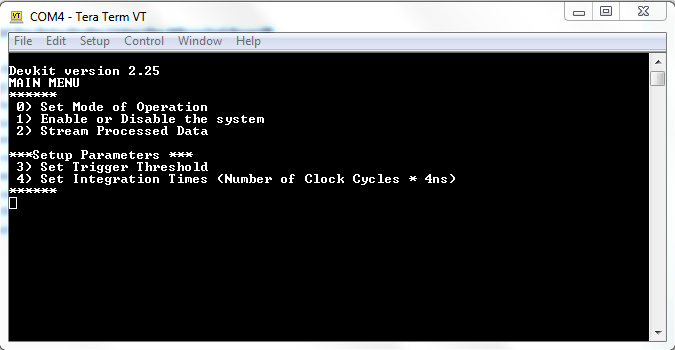 VT COM4 - Tera Term VT
File Edit Setup Control Window Help
Devkit version 2.25
MAIN MENU
******
0) Set Mode of Operation
1) Enable or Disable the system
2) Stream Processed Data
***Setup Parameters ***
3) Set Trigger Threshold
4) Set Integration Times (Number of Clock Cycles * 4ns)
******